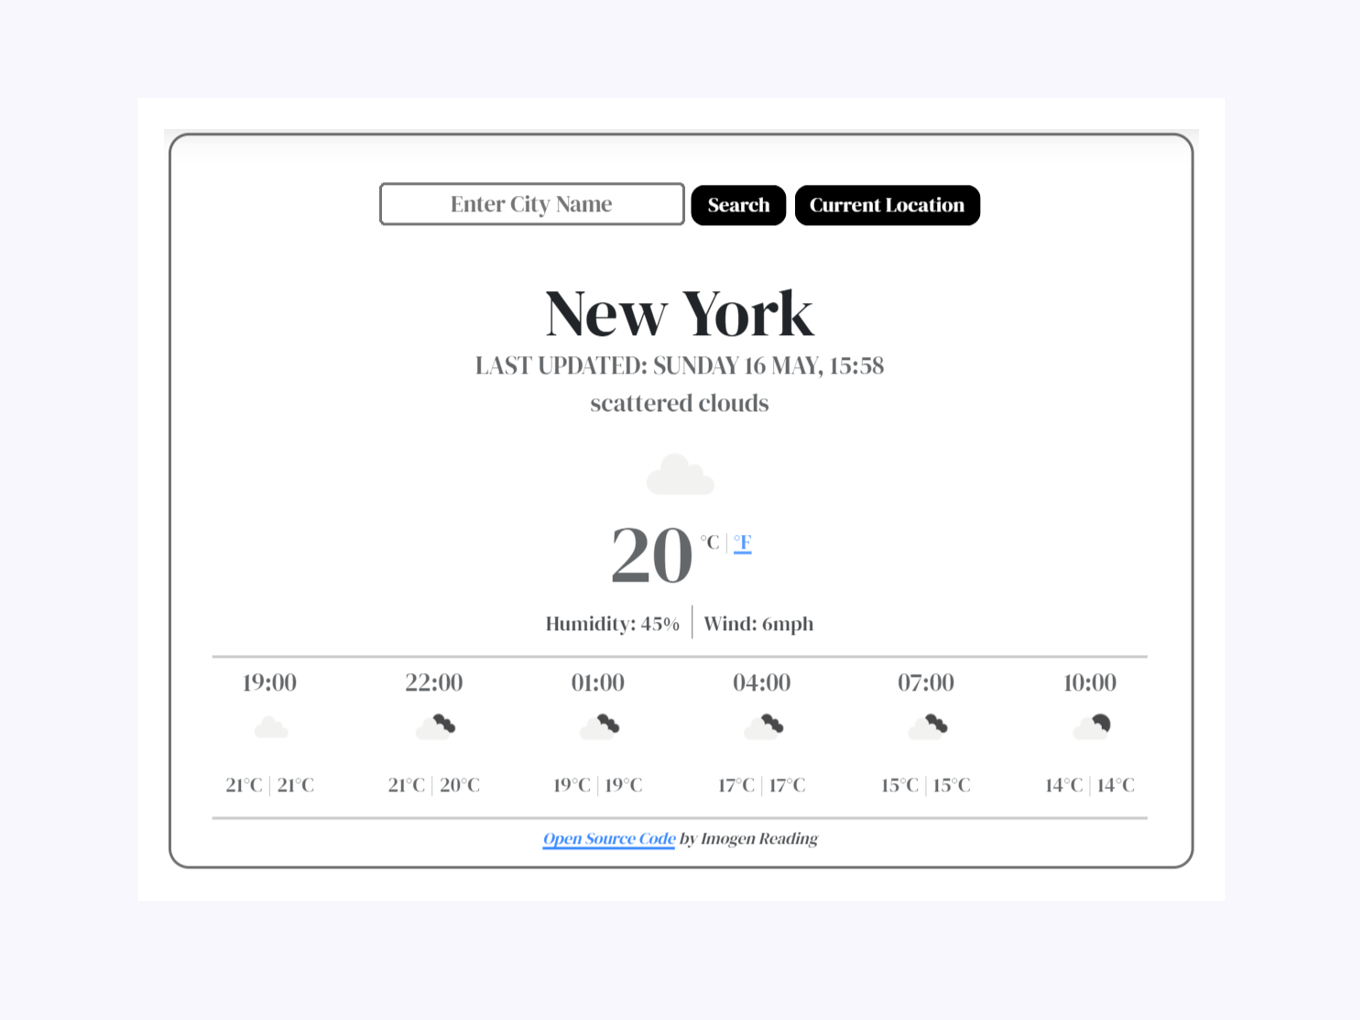 Enter City Name Search Current Location
New York
LAST UPDATED: SUNDAY 16 MAY, 15:58
scattered clouds
20 °C | °F
Humidity: 45% | Wind: 6mph
19:00 22:00 01:00 04:00 07:00 10:00
21°C | 21°C 21°C | 20°C 19°C | 19°C 17°C | 17°C 15°C | 15°C 14°C | 14°C
Open Source Code by Imogen Reading